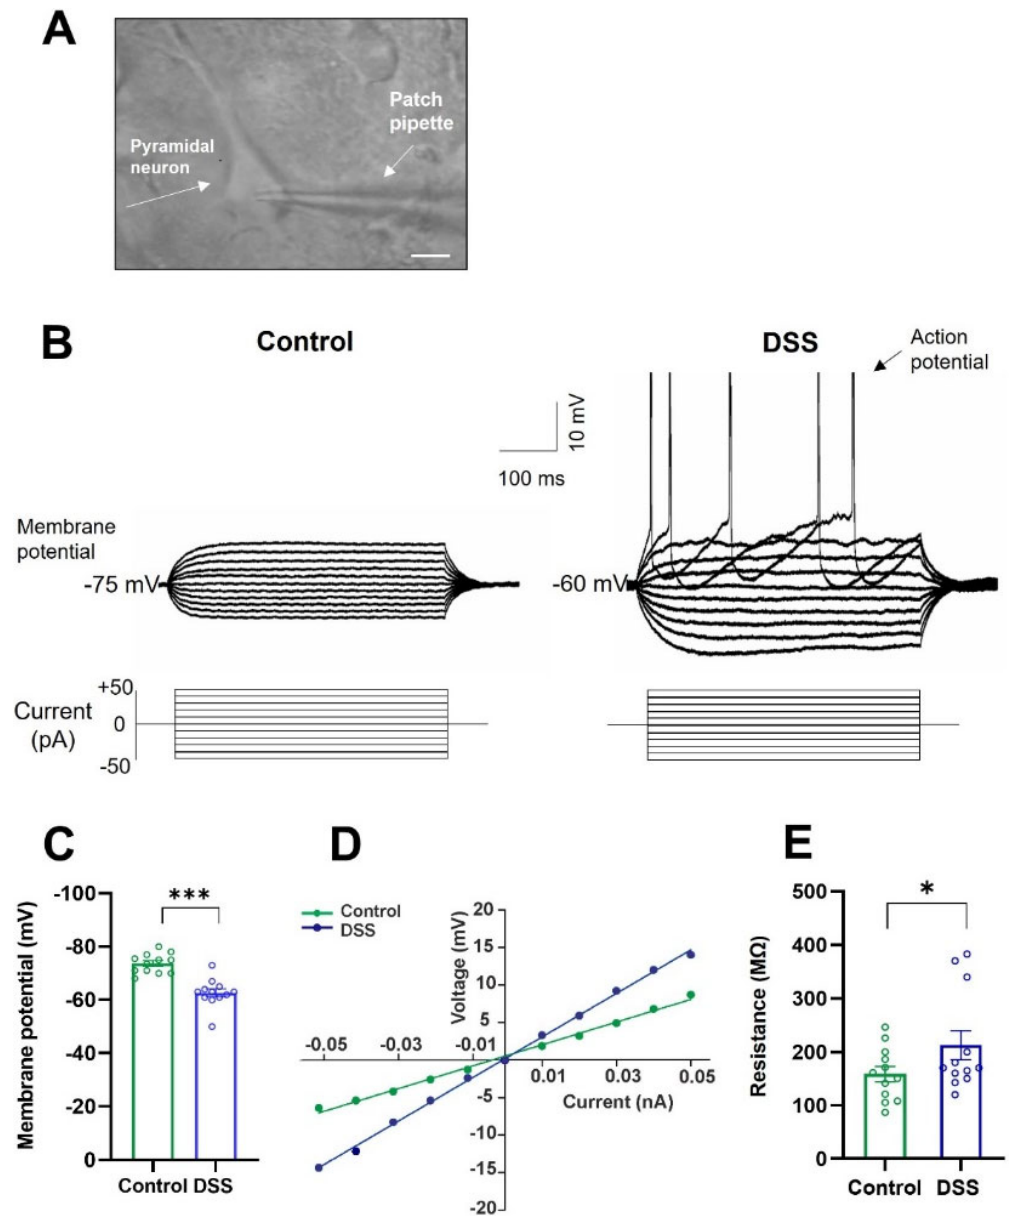 A
Patch
pipette
Pyramidal
neuron
B
Control
DSS
Action
potential
10 mV
100 ms
Membrane
potential
-75 mV
-60 mV
+50
Current
0
(pA)
-50
C
D
E
-100
-80
-60
-40
-20
0
Membrane potential (mV)
***
Control DSS
Control
DSS
20
15
10
5
-5
-10
-15
-20
Voltage (mV)
-0.05
-0.03
-0.01
0.01
0.03
0.05
Current (nA)
500
400
300
200
100
0
Resistance (MΩ)
*
Control DSS